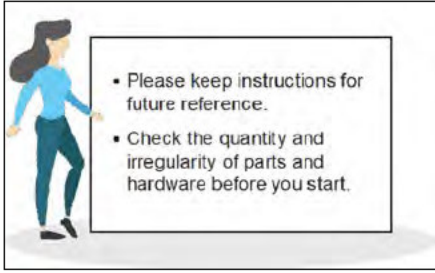 ▪ Please keep instructions for
future reference.
▪ Check the quantity and
irregularity of parts and
hardware before you start.